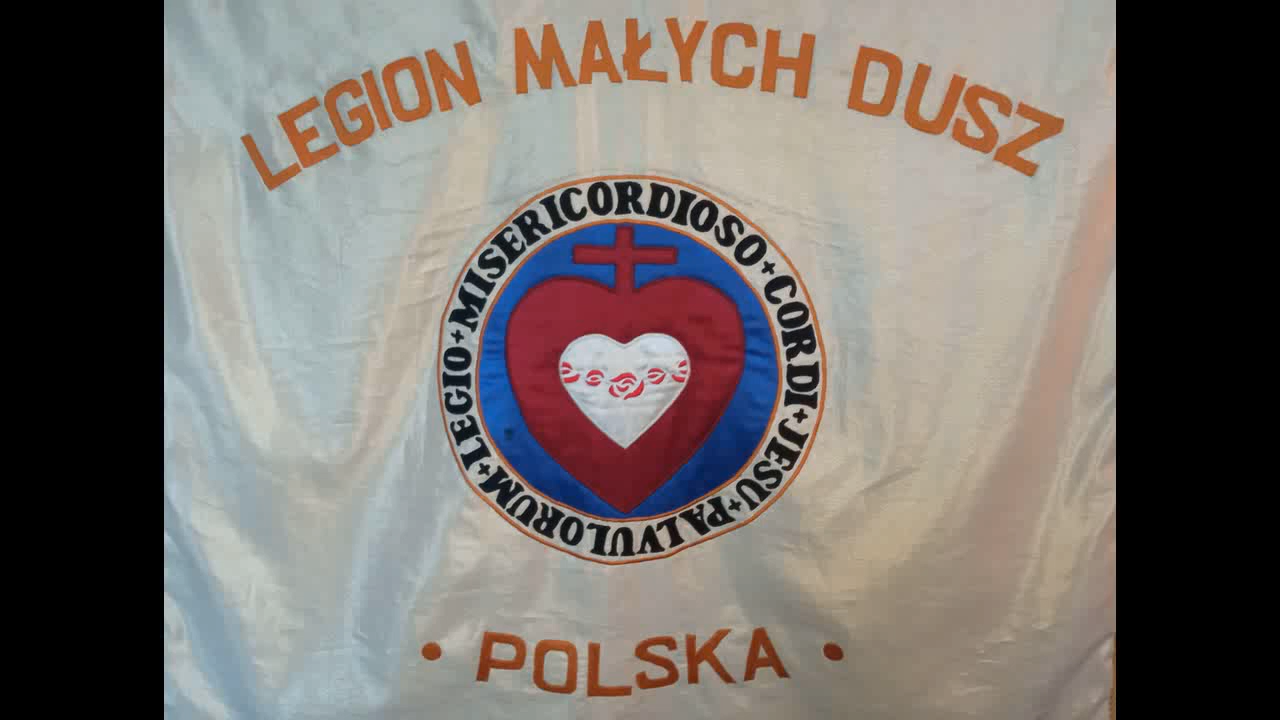 LEGION MAŁYCH DUSZ
LEGIO + MISERICORDIOSO + CORDI + JESU + PALVULORUM +
• POLSKA •